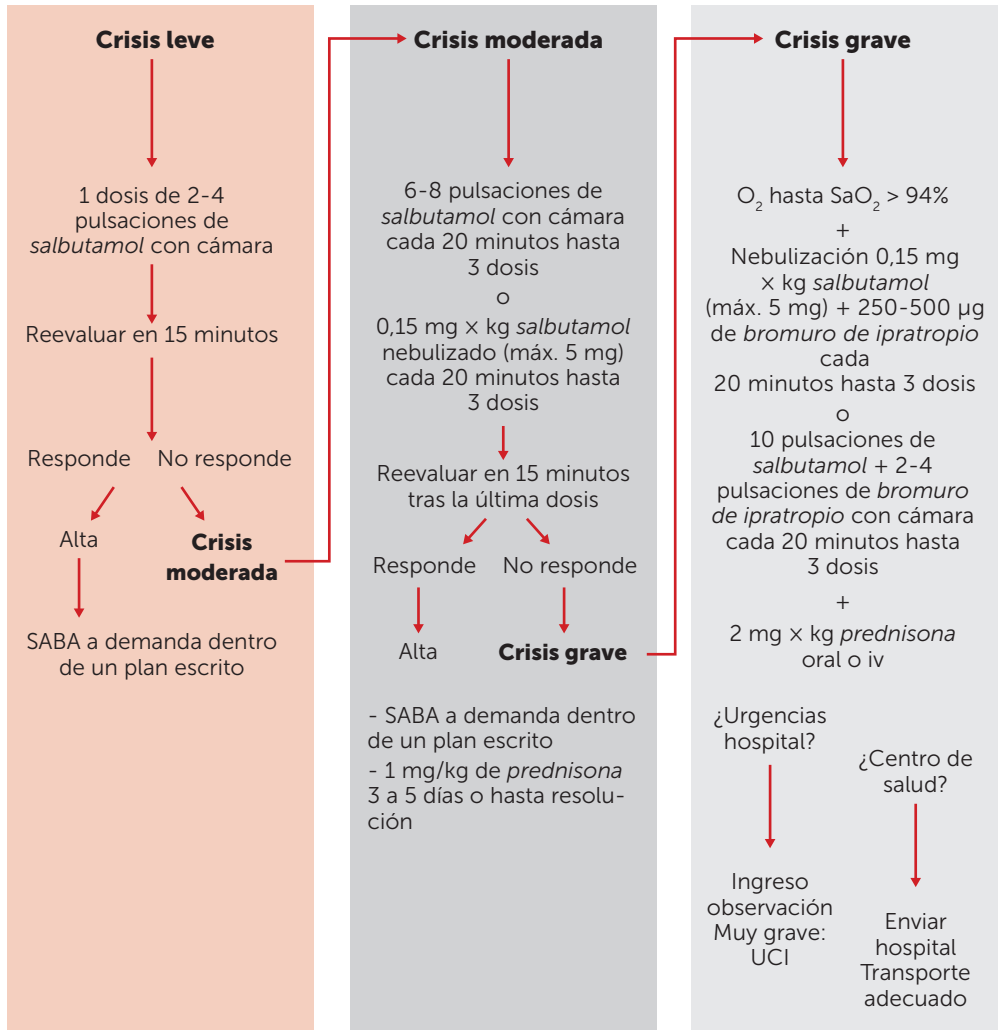 Crisis leve
1 dosis de 2-4
pulsaciones de
salbutamol con cámara
Reevaluar en 15 minutos
Responde
No responde
Alta
Crisis
moderada
SABA a demanda dentro
de un plan escrito
Crisis moderada
6-8 pulsaciones de
salbutamol con cámara
cada 20 minutos hasta
3 dosis
o
0,15 mg × kg salbutamol
nebulizado (máx. 5 mg)
cada 20 minutos hasta
3 dosis
Reevaluar en 15 minutos
tras la última dosis
Responde
No responde
Alta
Crisis grave
- SABA a demanda dentro
de un plan escrito
- 1 mg/kg de prednisona
3 a 5 días o hasta resolu-
ción
Crisis grave
O2 hasta SaO2 > 94%
+
Nebulización 0,15 mg
× kg salbutamol
(máx. 5 mg) + 250-500 µg
de bromuro de ipratropio
cada
20 minutos hasta 3 dosis
o
10 pulsaciones de
salbutamol + 2-4
pulsaciones de bromuro
de ipratropio con cámara
cada 20 minutos hasta
3 dosis
+
2 mg × kg prednisona
oral o iv
¿Urgencias
hospital?
Ingreso
observación
Muy grave:
UCI
¿Centro de
salud?
Enviar
hospital
Transporte
adecuado